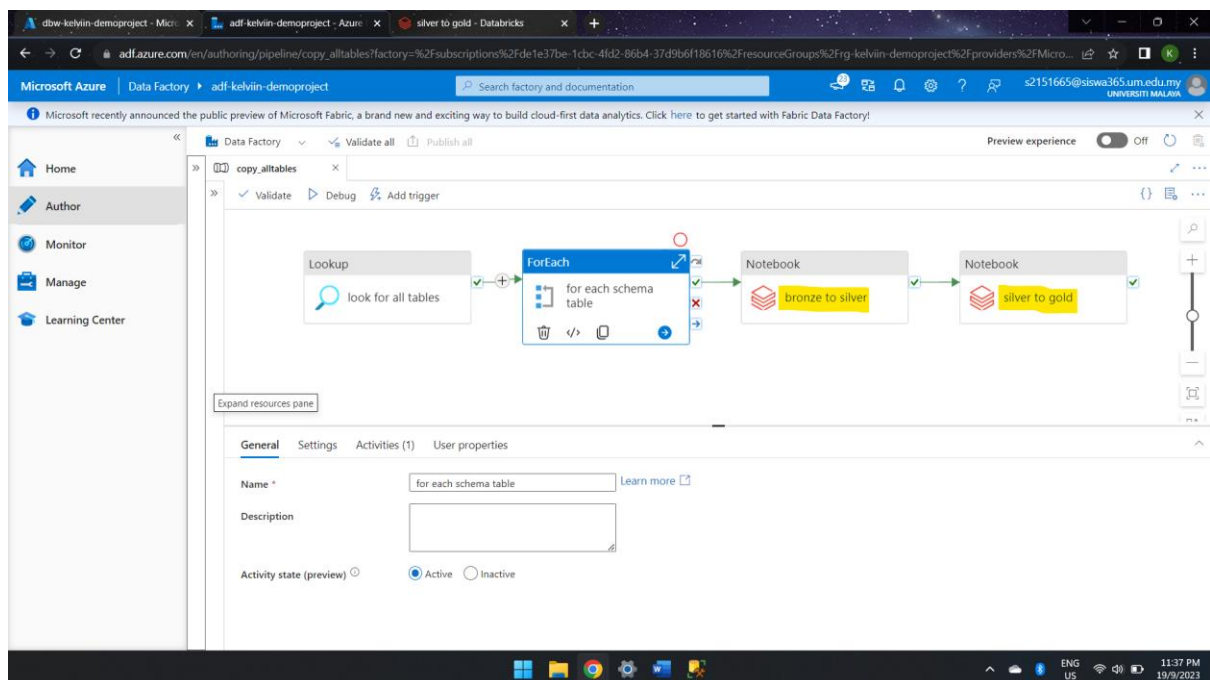 dbw-kelviin-demoproject - Micro
adf-kelviin-demoproject - Azure
silver to gold - Databricks
adf.azure.com/en/authoring/pipeline/copy_alltables?factory=%2Fsubscriptions%2Fde1e37be-1cbc-4fd2-86b4-37d9b6f18616%2FresourceGroups%2Frg-kelviin-demoproject%2Fproviders%2FMicro...
K
Microsoft Azure
Data Factory
adf-kelviin-demoproject
Search factory and documentation
23
s2151665@siswa365.um.edu.my
UNIVERSITI MALAYA
Microsoft recently announced the public preview of Microsoft Fabric, a brand new and exciting way to build cloud-first data analytics. Click here to get started with Fabric Data Factory!
Data Factory
Validate all
Publish all
Preview experience
Off
Home
Author
Monitor
Manage
Learning Center
copy_alltables
Validate
Debug
Add trigger
Lookup
look for all tables
ForEach
for each schema
table
Notebook
bronze to silver
Notebook
silver to gold
Expand resources pane
General
Settings
Activities (1)
User properties
Name *
for each schema table
Learn more
Description
Activity state (preview)
Active
Inactive
ENG
US
11:37 PM
19/9/2023